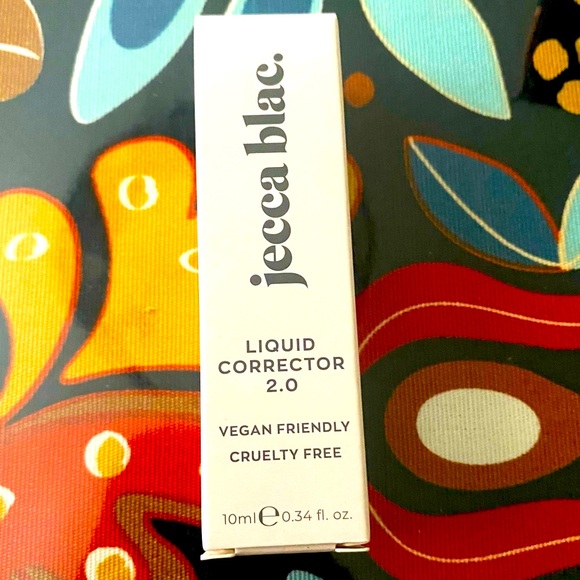 jecca blac.
LIQUID
CORRECTOR
2.0
VEGAN FRIENDLY
CRUELTY FREE
10ml℮0.34 fl. oz.